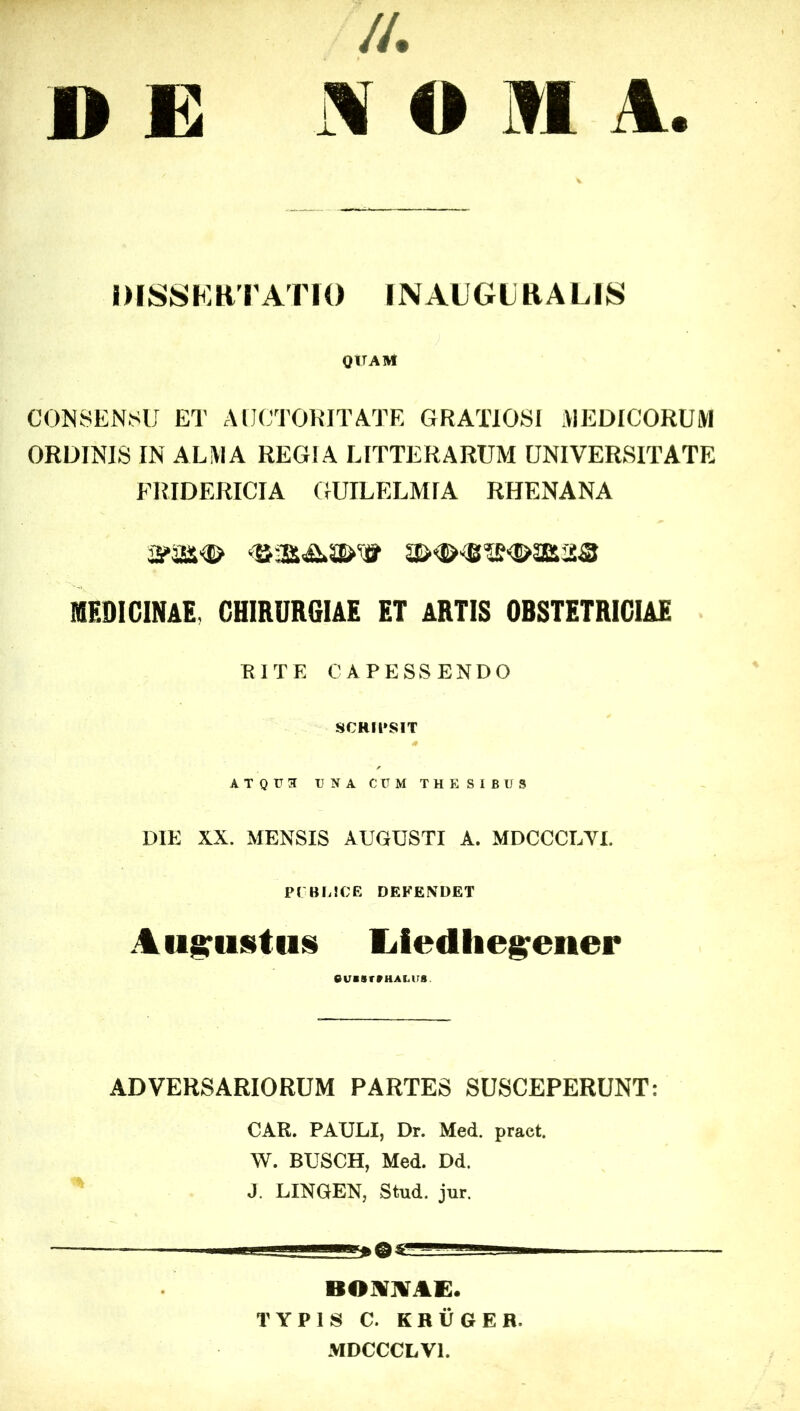 II.
DE NOMA.
DISSERTATIO INAUGURALIS
QUAM
CONSENSU ET AUCTORITATE GRATIOSI MEDICORUM
ORDINIS IN ALMA REGIA LITTERARUM UNIVERSITATE
FRIDERICIA GUILELMIA RHENANA
PRO GRADU DOCTORIS
MEDICINAE, CHIRURGIAE ET ARTIS OBSTETRICIAE
RITE CAPESSENDO
SCRIPSIT
ATQUE UNA CUM THESIBUS
DIE XX. MENSIS AUGUSTI A. MDCCCLVI.
PUBLICE DEFENDET
Augustus Liedhegener
GUESTPHALUS.
ADVERSARIORUM PARTES SUSCEPERUNT:
CAR. PAULI, Dr. Med. pract.
W. BUSCH, Med. Dd.
J. LINGEN, Stud. jur.
BONNAE.
TYPIS C. KRÜGER.
MDCCCLVI.